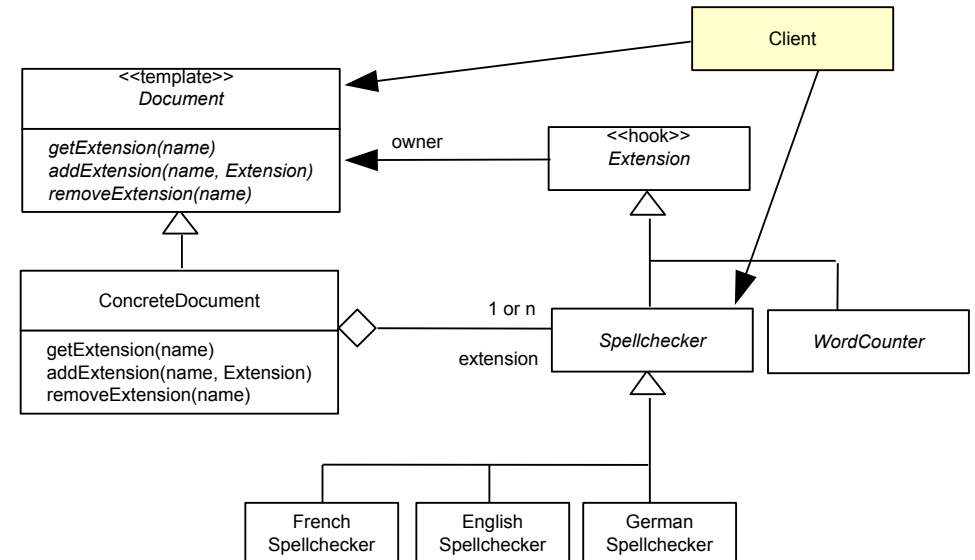 Client
<<template>>
Document
getExtension(name)
addExtension(name, Extension)
removeExtension(name)
owner
<<hook>>
Extension
ConcreteDocument
getExtension(name)
addExtension(name, Extension)
removeExtension(name)
1 or n
extension
Spellchecker
WordCounter
French
Spellchecker
English
Spellchecker
German
Spellchecker